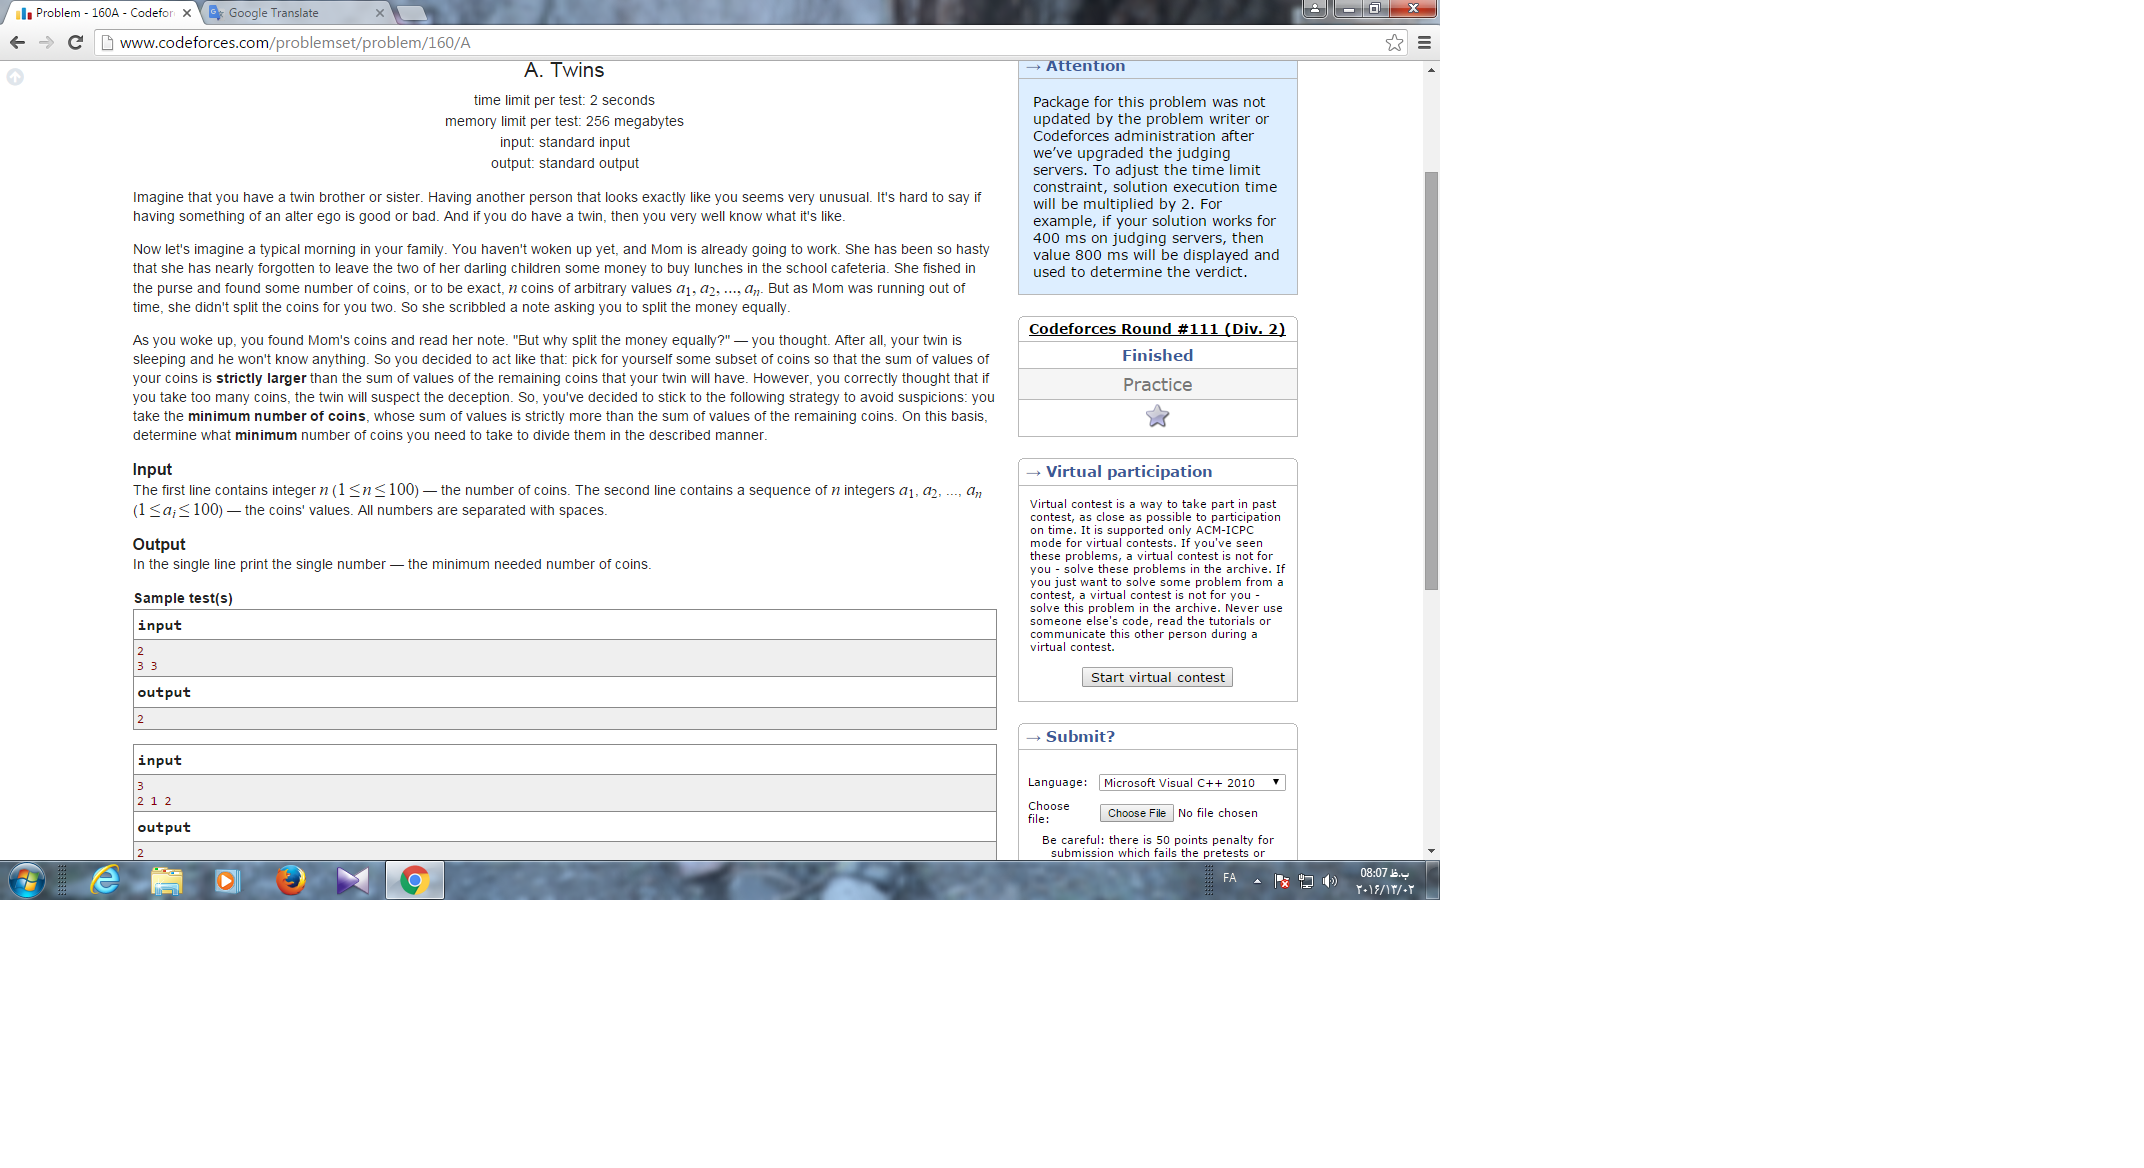 Problem - 160A - Codefor
Google Translate
www.codeforces.com/problemset/problem/160/A
A. Twins
time limit per test: 2 seconds
memory limit per test: 256 megabytes
input: standard input
output: standard output
Imagine that you have a twin brother or sister. Having another person that looks exactly like you seems very unusual. It's hard to say if
having something of an alter ego is good or bad. And if you do have a twin, then you very well know what it's like.
Now let's imagine a typical morning in your family. You haven't woken up yet, and Mom is already going to work. She has been so hasty
that she has nearly forgotten to leave the two of her darling children some money to buy lunches in the school cafeteria. She fished in
the purse and found some number of coins, or to be exact, n coins of arbitrary values a1, a2, ..., an. But as Mom was running out of
time, she didn't split the coins for you two. So she scribbled a note asking you to split the money equally.
As you woke up, you found Mom's coins and read her note. "But why split the money equally?" — you thought. After all, your twin is
sleeping and he won't know anything. So you decided to act like that: pick for yourself some subset of coins so that the sum of values of
your coins is strictly larger than the sum of values of the remaining coins that your twin will have. However, you correctly thought that if
you take too many coins, the twin will suspect the deception. So, you've decided to stick to the following strategy to avoid suspicions: you
take the minimum number of coins, whose sum of values is strictly more than the sum of values of the remaining coins. On this basis,
determine what minimum number of coins you need to take to divide them in the described manner.
Input
The first line contains integer n (1 ≤ n ≤ 100) — the number of coins. The second line contains a sequence of n integers a1, a2, ..., an
(1 ≤ ai ≤ 100) — the coins' values. All numbers are separated with spaces.
Output
In the single line print the single number — the minimum needed number of coins.
Sample test(s)
input
2
3 3
output
2
input
3
2 1 2
output
2
→ Attention
Package for this problem was not
updated by the problem writer or
Codeforces administration after
we've upgraded the judging
servers. To adjust the time limit
constraint, solution execution time
will be multiplied by 2. For
example, if your solution works for
400 ms on judging servers, then
value 800 ms will be displayed and
used to determine the verdict.
Codeforces Round #111 (Div. 2)
Finished
Practice
→ Virtual participation
Virtual contest is a way to take part in past
contest, as close as possible to participation
on time. It is supported only ACM-ICPC
mode for virtual contests. If you've seen
these problems, a virtual contest is not for
you - solve these problems in the archive. If
you just want to solve some problem from a
contest, a virtual contest is not for you -
solve this problem in the archive. Never use
someone else's code, read the tutorials or
communicate this other person during a
virtual contest.
Start virtual contest
→ Submit?
Language: Microsoft Visual C++ 2010
Choose
file: Choose File No file chosen
Be careful: there is 50 points penalty for
submission which fails the pretests or
FA
08:07 ب.ظ
۲۰۱۶/۱۳/۰۲